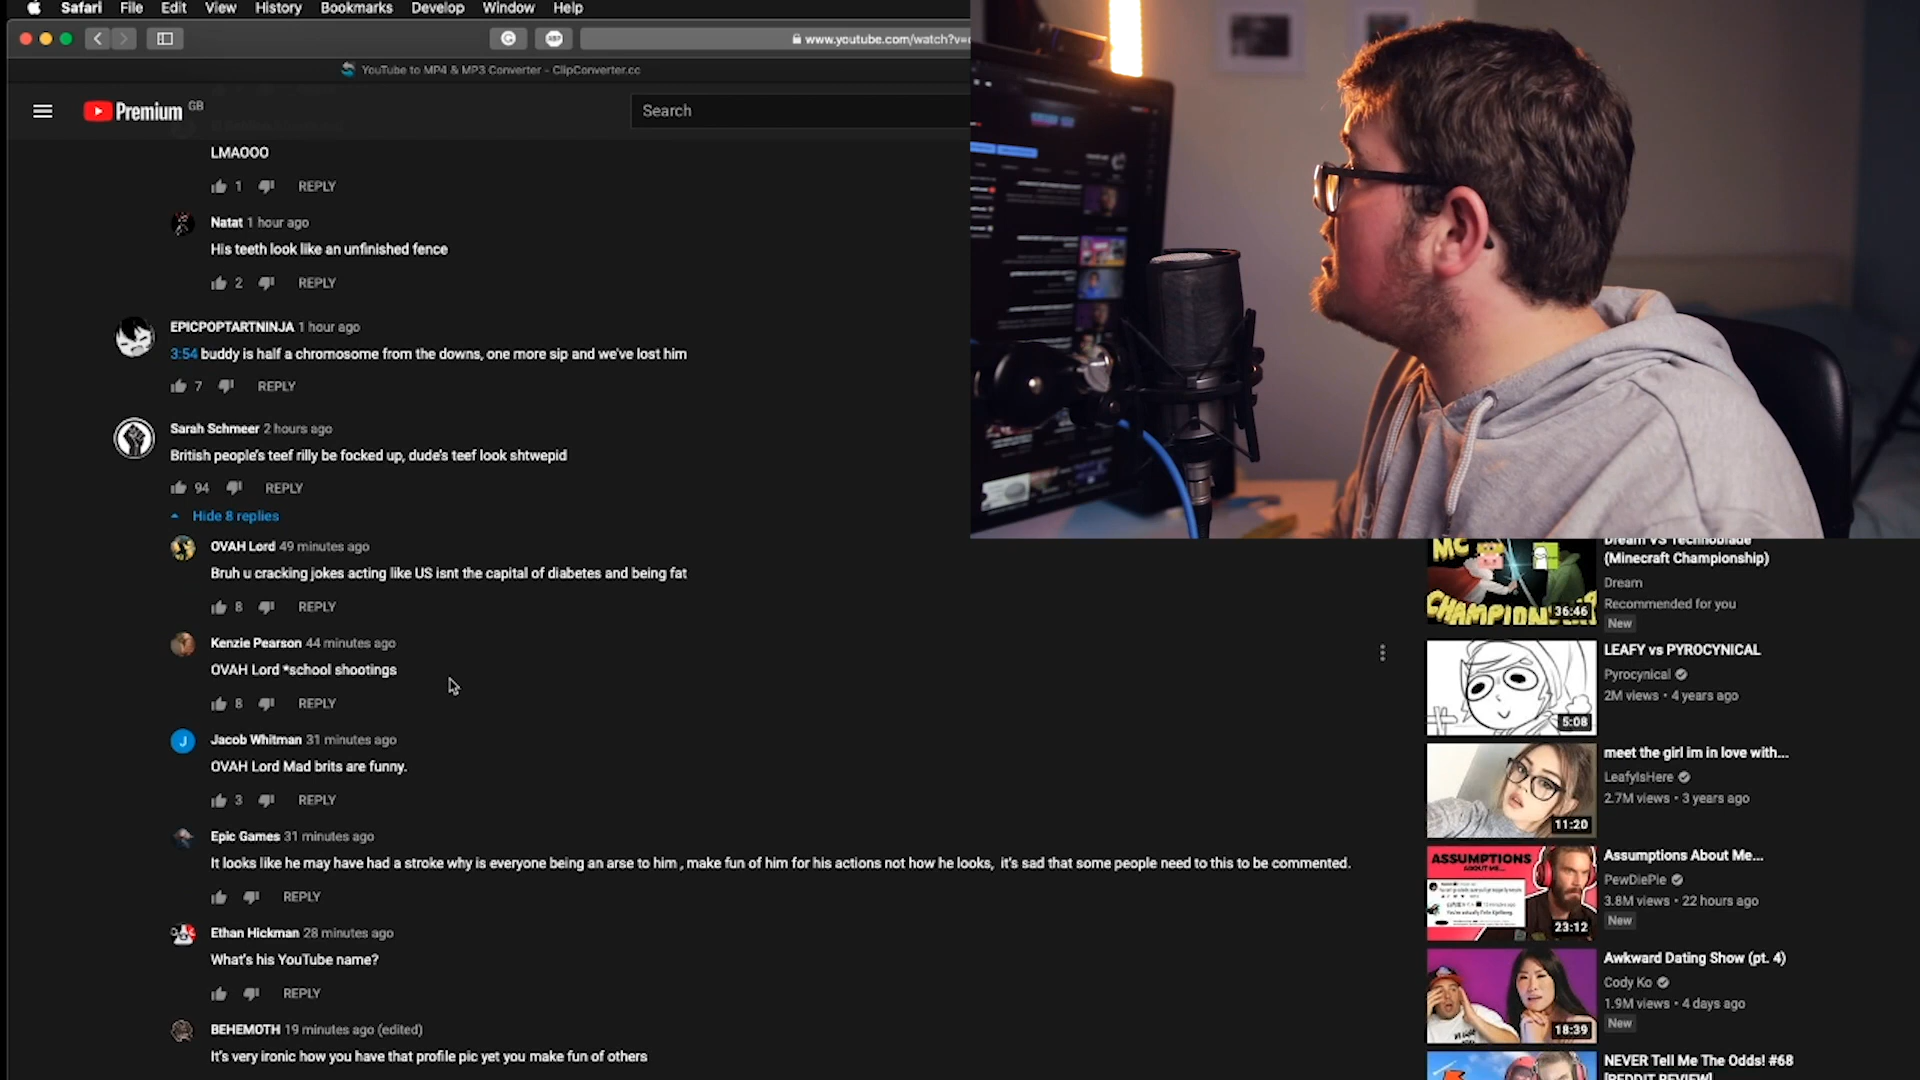 Safari File Edit View History Bookmarks Develop Window Help
ABP
www.youtube.com/watch?v=
YouTube to MP4 & MP3 Converter - ClipConverter.cc
Premium GB
Search
LMAOOO
1 REPLY
Natat 1 hour ago
His teeth look like an unfinished fence
2 REPLY
EPICPOPTARTNINJA 1 hour ago
3:54 buddy is half a chromosome from the downs, one more sip and we've lost him
7 REPLY
Sarah Schmeer 2 hours ago
British people's teef rilly be focked up, dude's teef look shtwepid
94 REPLY
Hide 8 replies
OVAH Lord 49 minutes ago
Bruh u cracking jokes acting like US isnt the capital of diabetes and being fat
8 REPLY
Kenzie Pearson 44 minutes ago
OVAH Lord *school shootings
8 REPLY
J
Jacob Whitman 31 minutes ago
OVAH Lord Mad brits are funny.
3 REPLY
Epic Games 31 minutes ago
It looks like he may have had a stroke why is everyone being an arse to him , make fun of him for his actions not how he looks, it's sad that some people need to this to be commented.
REPLY
Ethan Hickman 28 minutes ago
What's his YouTube name?
REPLY
BEHEMOTH 19 minutes ago (edited)
It's very ironic how you have that profile pic yet you make fun of others
MC
36:46
Dream VS Technoblade
(Minecraft Championship)
Dream
Recommended for you
New
5:08
LEAFY vs PYROCYNICAL
Pyrocynical
2M views • 4 years ago
11:20
meet the girl im in love with...
LeafyIsHere
2.7M views • 3 years ago
ASSUMPTIONS
ABOUT ME...
23:12
Assumptions About Me...
PewDiePie
3.8M views • 22 hours ago
New
18:39
Awkward Dating Show (pt. 4)
Cody Ko
1.9M views • 4 days ago
New
NEVER Tell Me The Odds! #68
[REDDIT REVIEW]